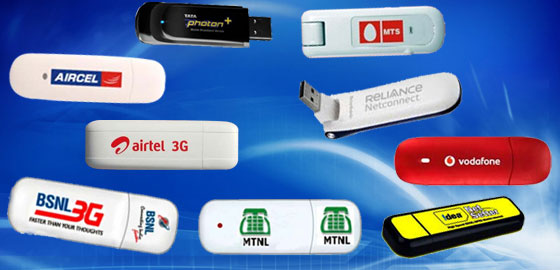 TATA
photon+
MTS
AIRCEL
RELIANCE
Netconnect
airtel 3G
vodafone
BSNL3G
FASTER THAN YOUR THOUGHTS
BSNL
MTNL
MTNL
Idea